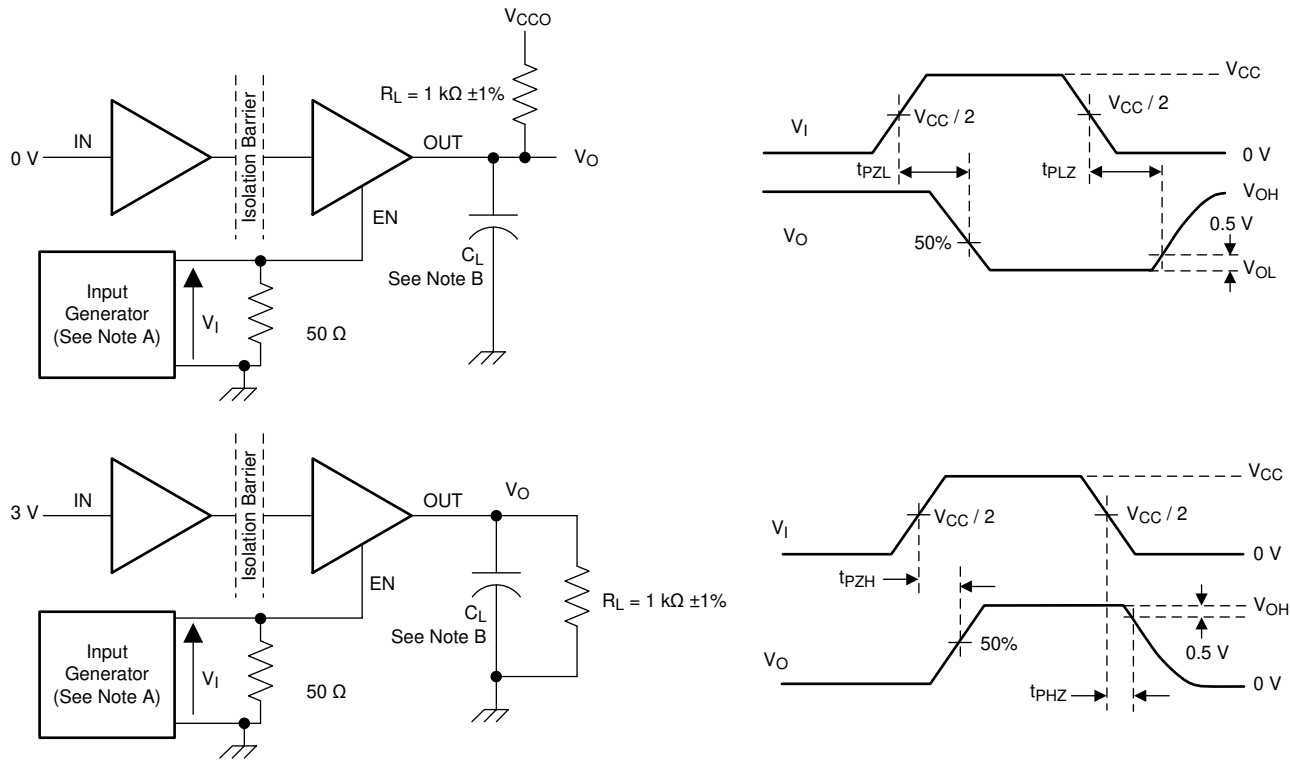 VCCO
RL = 1 kΩ ±1%
Isolation Barrier
0 V
IN
OUT
VO
EN
CL
See Note B
Input
Generator
(See Note A)
VI
50 Ω
VCC
VI
VCC / 2
VCC / 2
0 V
tPZL
tPLZ
VOH
0.5 V
VO
50%
VOL
Isolation Barrier
3 V
IN
OUT
VO
EN
CL
See Note B
RL = 1 kΩ ±1%
Input
Generator
(See Note A)
VI
50 Ω
VCC
VI
VCC / 2
VCC / 2
0 V
tPZH
VOH
0.5 V
VO
50%
0 V
tPHZ